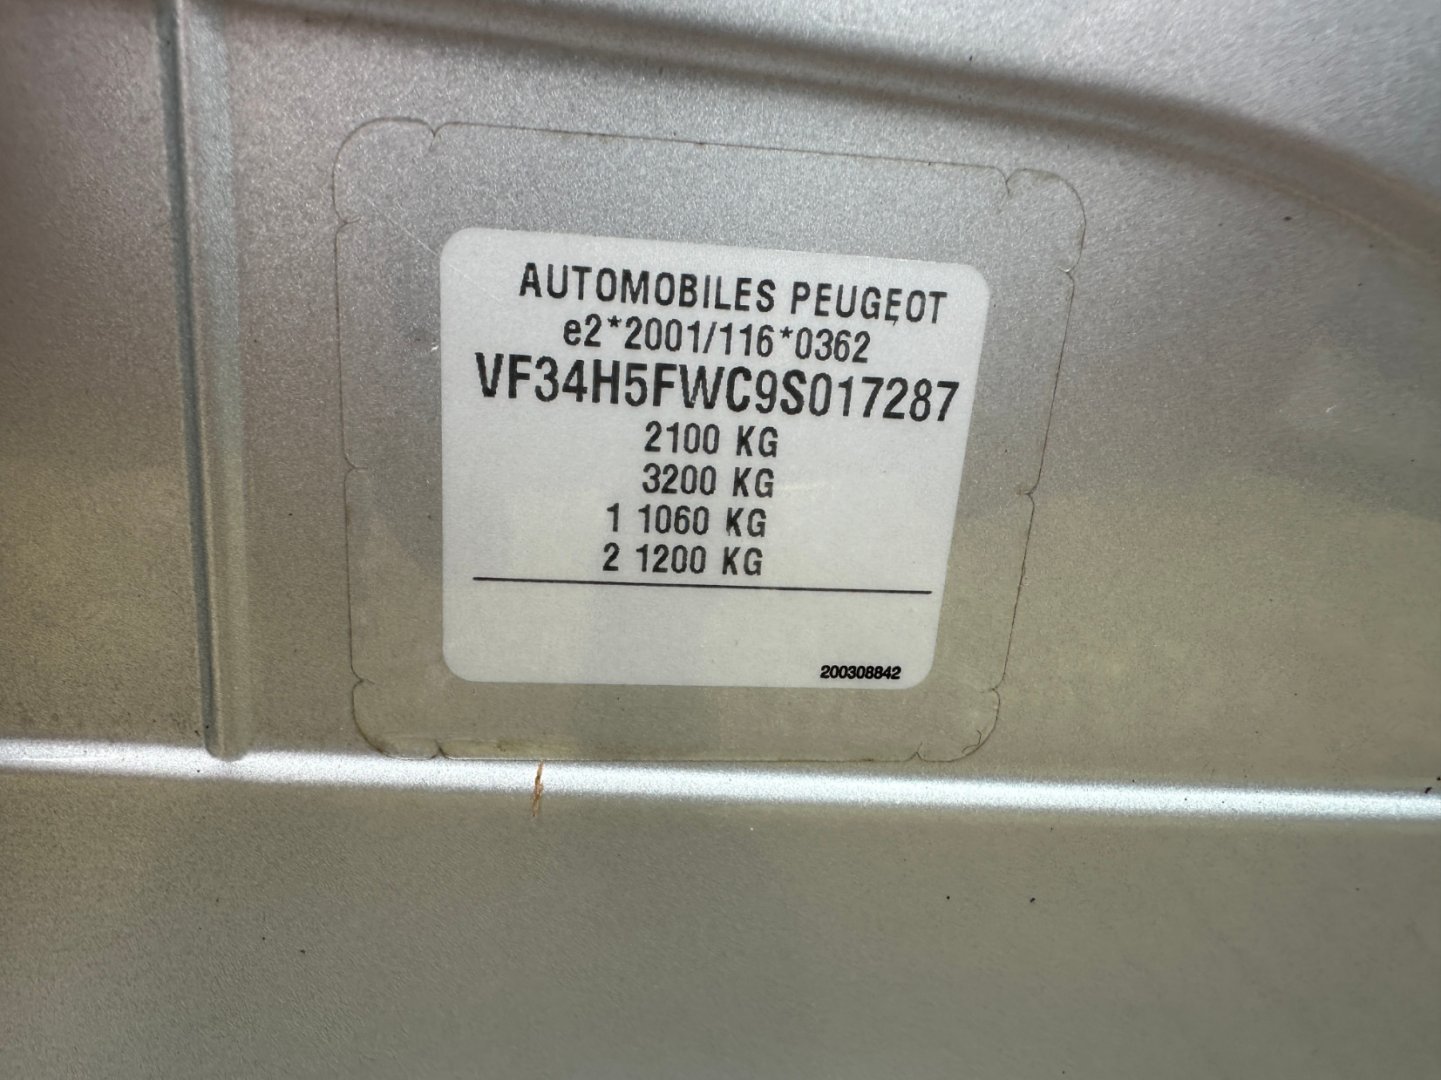 AUTOMOBILES PEUGEOT
e2*2001/116*0362
VF34H5FWC9S017287
2100 KG
3200 KG
1 1060 KG
2 1200 KG
200308842